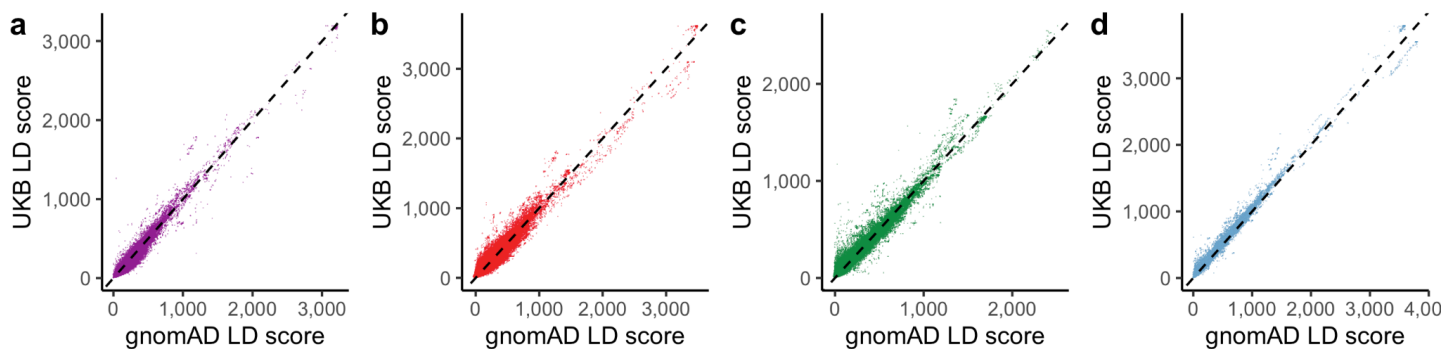 a
UKB LD score
3,000
2,000
1,000
0
0 1,000 2,000 3,000
gnomAD LD score
b
UKB LD score
3,000
2,000
1,000
0
0 1,000 2,000 3,000
gnomAD LD score
c
UKB LD score
2,000
1,000
0
0 1,000 2,000
gnomAD LD score
d
UKB LD score
3,000
2,000
1,000
0
0 1,000 2,000 3,000 4,00
gnomAD LD score